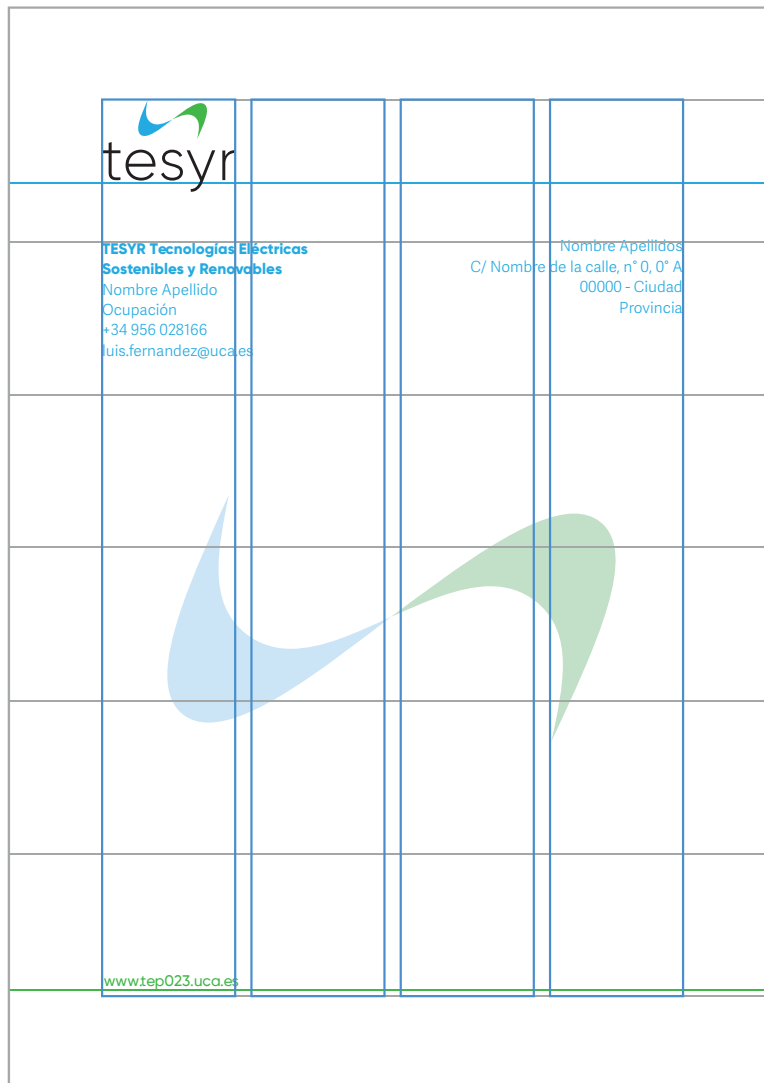 tesyr
TESYR Tecnologías Eléctricas
Sostenibles y Renovables
Nombre Apellido
Ocupación
+34 956 028166
luis.fernandez@uca.es
Nombre Apellidos
C/ Nombre de la calle, n° 0, 0° A
00000 - Ciudad
Provincia
www.tep023.uca.es